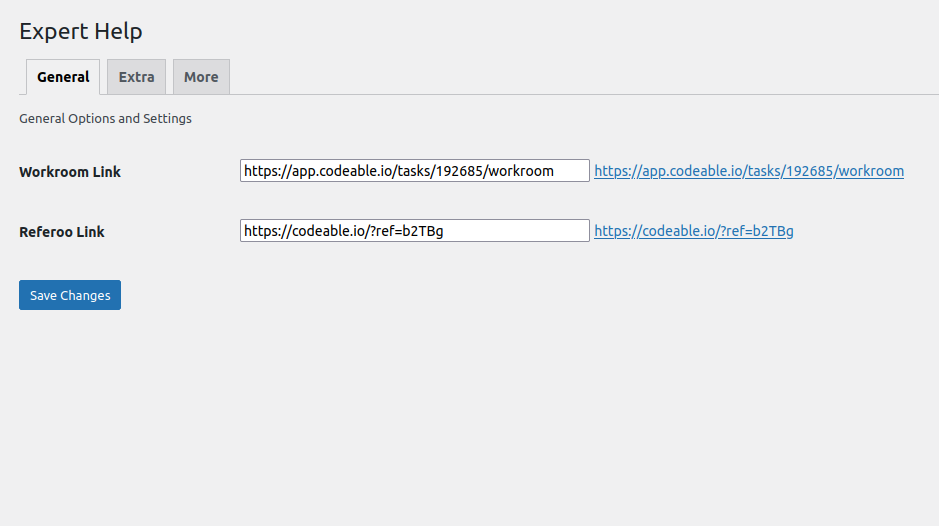 Expert Help
General Extra More
General Options and Settings
Workroom Link https://app.codeable.io/tasks/192685/workroom https://app.codeable.io/tasks/192685/workroom
Referoo Link https://codeable.io/?ref=b2TBg https://codeable.io/?ref=b2TBg
Save Changes